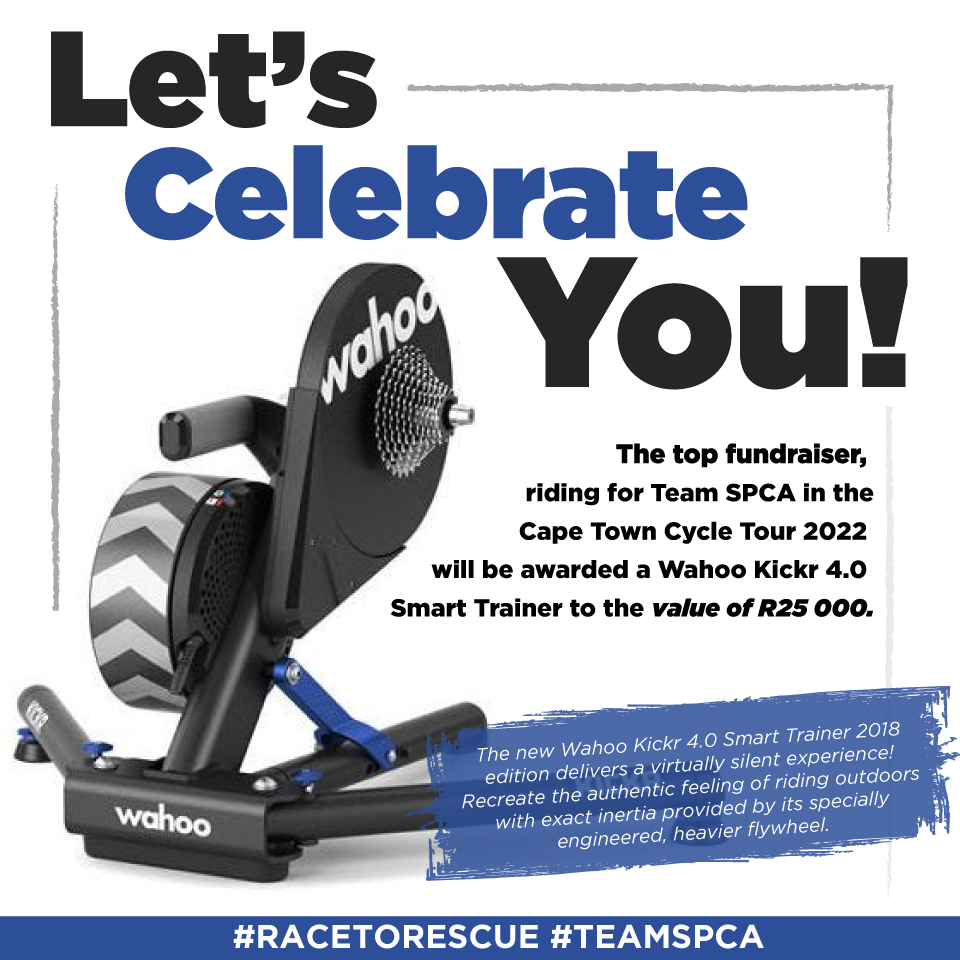 Let's
Celebrate
You!
wahoo
The top fundraiser,
riding for Team SPCA in the
Cape Town Cycle Tour 2022
will be awarded a Wahoo Kickr 4.0
Smart Trainer to the value of R25 000.
KICKR
The new Wahoo Kickr 4.0 Smart Trainer 2018
edition delivers a virtually silent experience!
Recreate the authentic feeling of riding outdoors
with exact inertia provided by its specially
engineered, heavier flywheel.
wahoo
#RACETORESCUE #TEAMSPCA